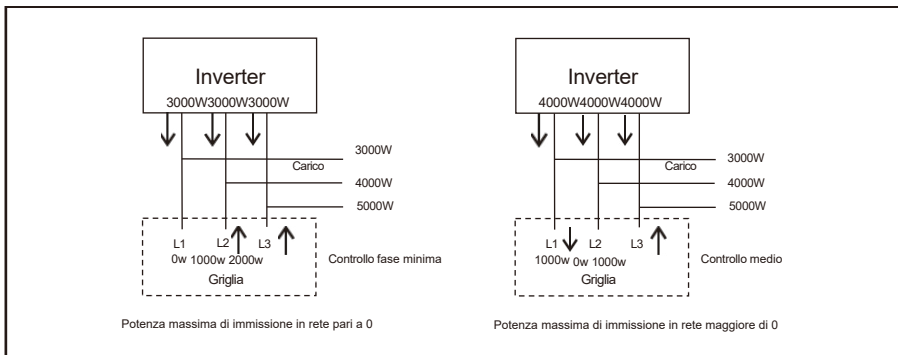 Inverter
3000W3000W3000W
3000W
Carico
4000W
5000W
L1 L2 L3
0w 1000w 2000w
Griglia
Controllo fase minima
Potenza massima di immissione in rete pari a 0
Inverter
4000W4000W4000W
3000W
Carico
4000W
5000W
L1 L2 L3
1000w 0w 1000w
Griglia
Controllo medio
Potenza massima di immissione in rete maggiore di 0